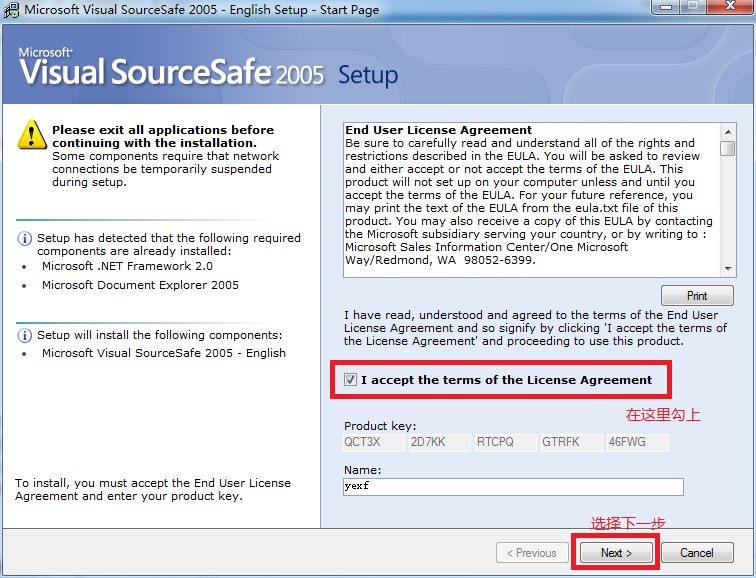 Microsoft Visual SourceSafe 2005 - English Setup - Start Page
Microsoft®
Visual SourceSafe 2005 Setup
Please exit all applications before
continuing with the installation.
Some components require that network
connections be temporarily suspended
during setup.
Setup has detected that the following required
components are already installed:
• Microsoft .NET Framework 2.0
• Microsoft Document Explorer 2005
Setup will install the following components:
• Microsoft Visual SourceSafe 2005 - English
To install, you must accept the End User License
Agreement and enter your product key.
End User License Agreement
Be sure to carefully read and understand all of the rights and
restrictions described in the EULA. You will be asked to review
and either accept or not accept the terms of the EULA. This
product will not set up on your computer unless and until you
accept the terms of the EULA. For your future reference, you
may print the text of the EULA from the eula.txt file of this
product. You may also receive a copy of this EULA by contacting
the Microsoft subsidiary serving your country, or by writing to :
Microsoft Sales Information Center/One Microsoft
Way/Redmond, WA  98052-6399.
Print
I have read, understood and agreed to the terms of the End User
License Agreement and so signify by clicking 'I accept the terms of
the License Agreement' and proceeding to use this product.
I accept the terms of the License Agreement
在这里勾上
Product key:
QCT3X 2D7KK RTCPQ GTRFK 46FWG
Name:
yexf
选择下一步
< Previous Next > Cancel